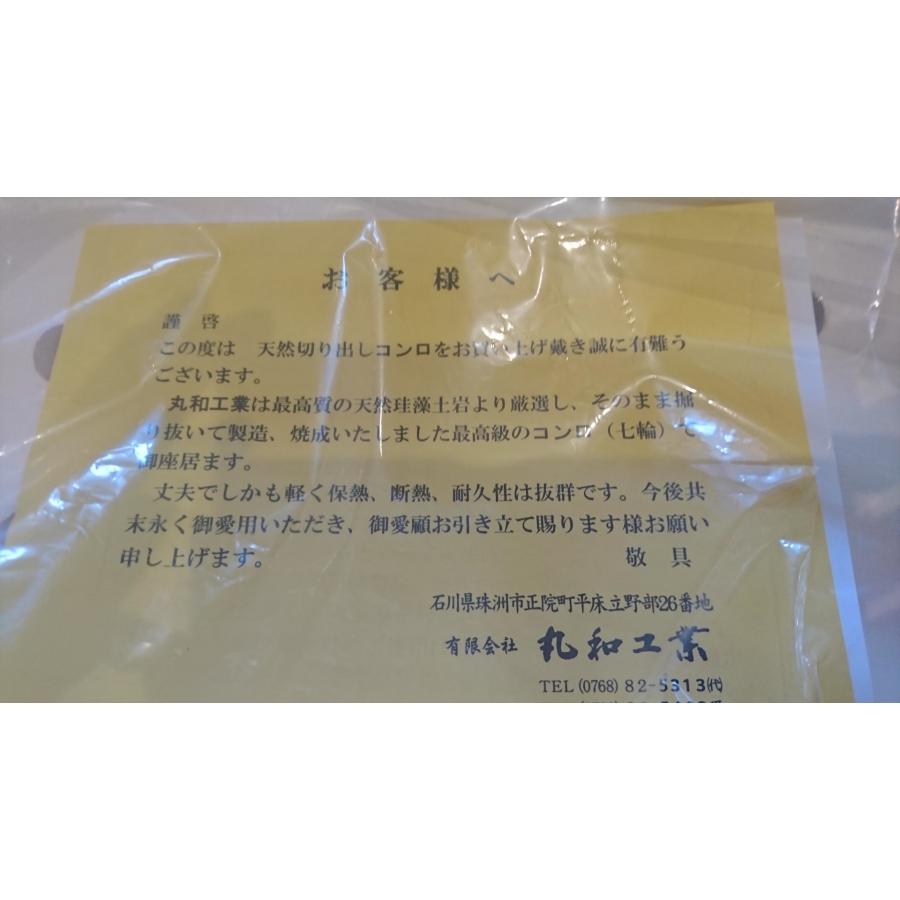 お客様へ
謹啓
この度は 天然切り出しコンロをお買い上げ戴き誠に有難う
ございます。
丸和工業は最高質の天然珪藻土岩より厳選し、そのまま掘
り抜いて製造、焼成いたしました最高級のコンロ（七輪）で
御座居ます。
丈夫でしかも軽く保熱、断熱、耐久性は抜群です。今後共
末永く御愛用いただき、御愛顧お引き立て賜ります様お願い
申し上げます。 敬具
石川県珠洲市正院町平床立野部26番地
有限会社 丸和工業
TEL (0768) 82-5313(代)